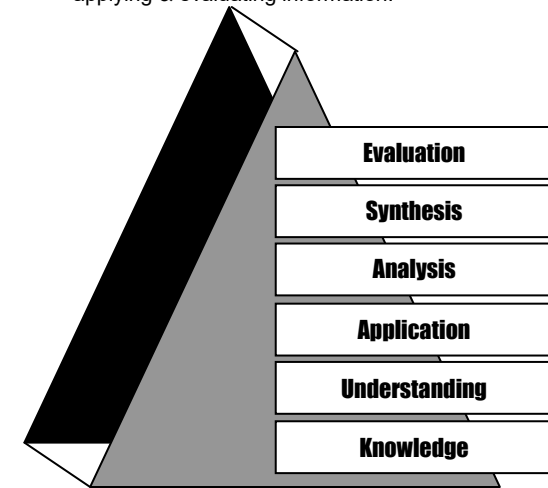 applying & evaluating information.
Evaluation
Synthesis
Analysis
Application
Understanding
Knowledge